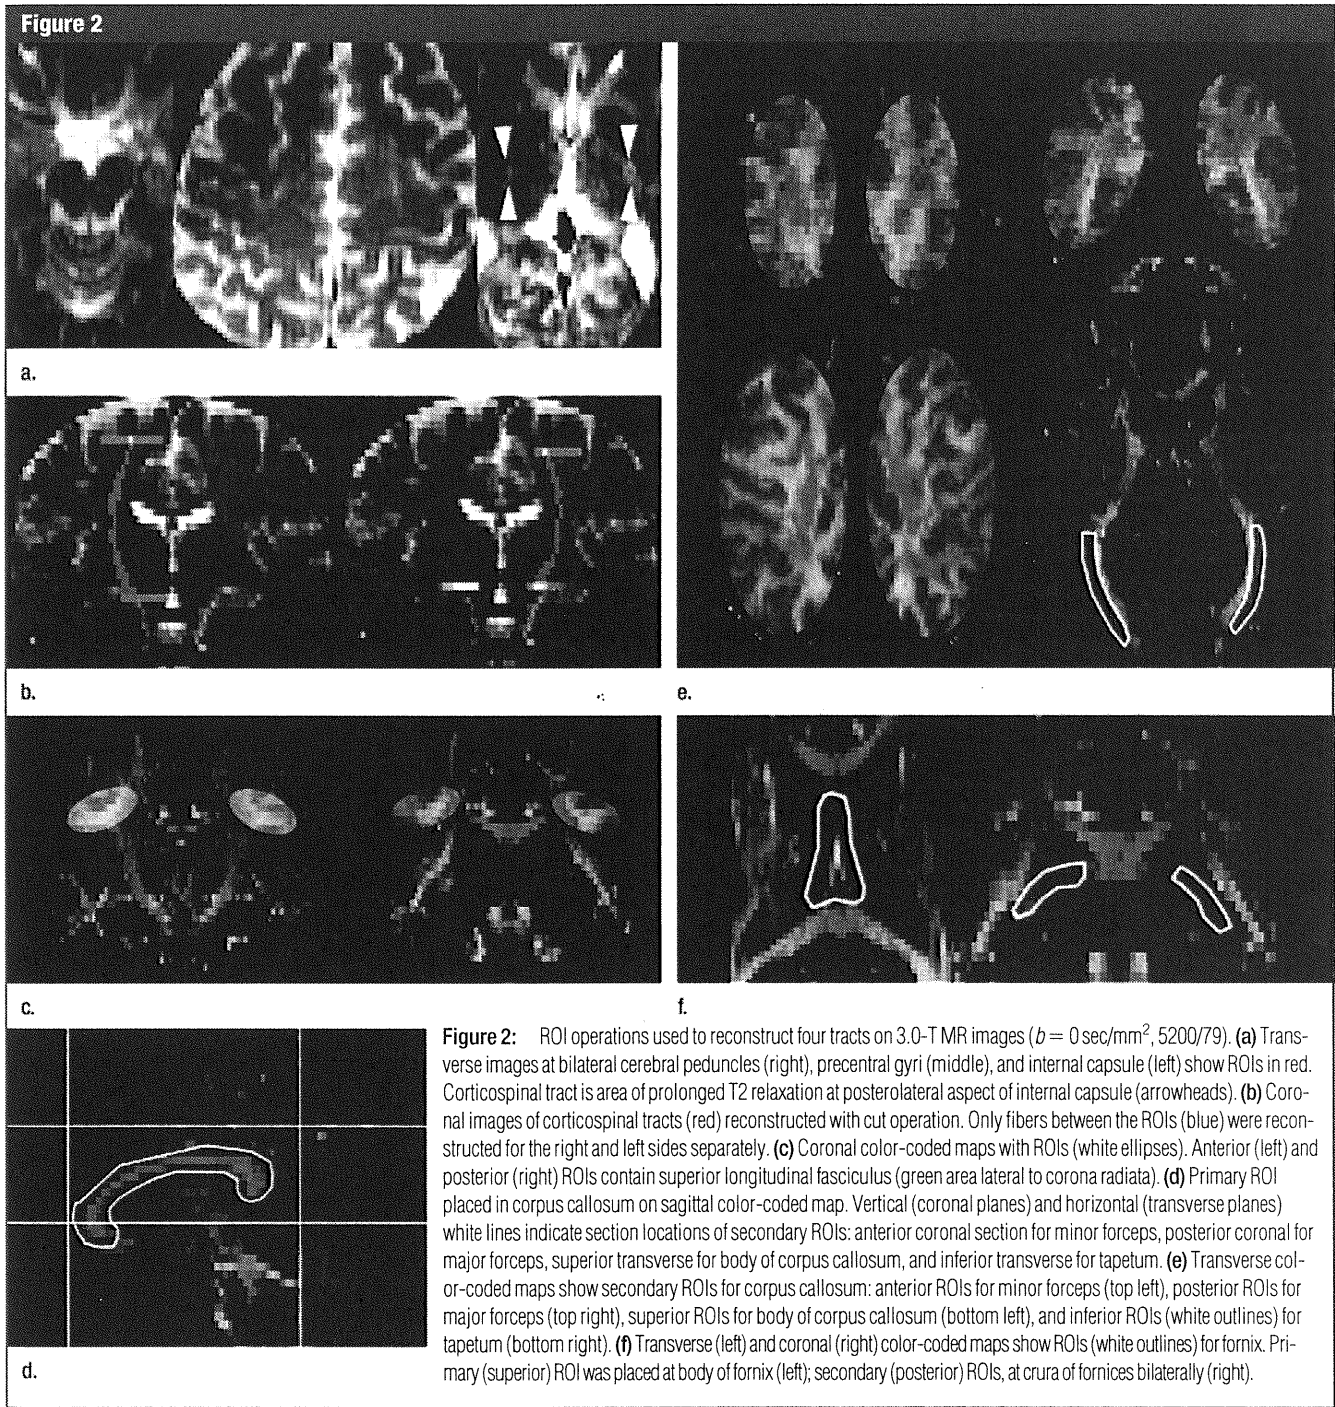 Figure 2
a.
b.
e.
c.
f.
d.
Figure 2: ROI operations used to reconstruct four tracts on 3.0-T MR images (b = 0 sec/mm², 5200/79). (a) Trans-
verse images at bilateral cerebral peduncles (right), precentral gyri (middle), and internal capsule (left) show ROIs in red.
Corticospinal tract is area of prolonged T2 relaxation at posterolateral aspect of internal capsule (arrowheads). (b) Coro-
nal images of corticospinal tracts (red) reconstructed with cut operation. Only fibers between the ROIs (blue) were recon-
structed for the right and left sides separately. (c) Coronal color-coded maps with ROIs (white ellipses). Anterior (left) and
posterior (right) ROIs contain superior longitudinal fasciculus (green area lateral to corona radiata). (d) Primary ROI
placed in corpus callosum on sagittal color-coded map. Vertical (coronal planes) and horizontal (transverse planes)
white lines indicate section locations of secondary ROIs: anterior coronal section for minor forceps, posterior coronal for
major forceps, superior transverse for body of corpus callosum, and inferior transverse for tapetum. (e) Transverse col-
or-coded maps show secondary ROIs for corpus callosum: anterior ROIs for minor forceps (top left), posterior ROIs for
major forceps (top right), superior ROIs for body of corpus callosum (bottom left), and inferior ROIs (white outlines) for
tapetum (bottom right). (f) Transverse (left) and coronal (right) color-coded maps show ROIs (white outlines) for fornix. Pri-
mary (superior) ROI was placed at body of fornix (left); secondary (posterior) ROIs, at crura of fornices bilaterally (right).